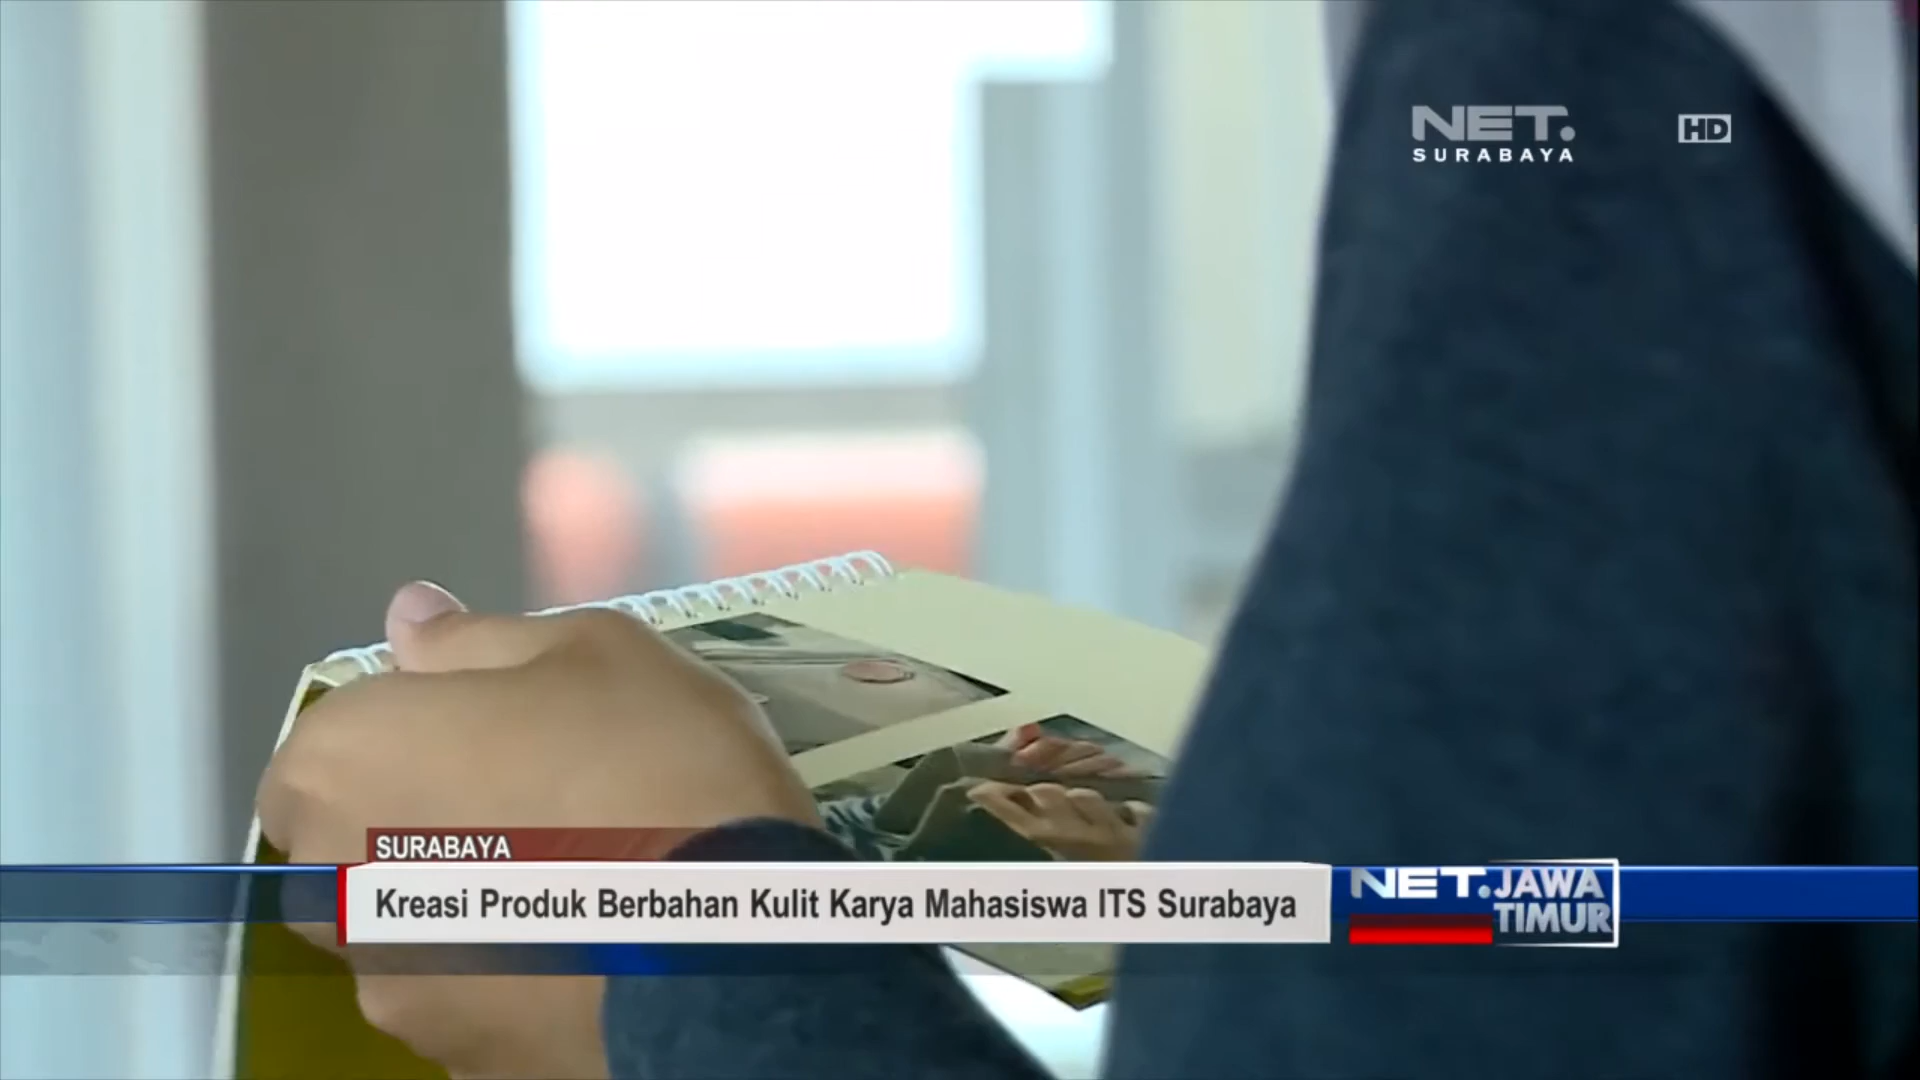 NET.
SURABAYA
HD
SURABAYA
Kreasi Produk Berbahan Kulit Karya Mahasiswa ITS Surabaya
NET. JAWA
TIMUR